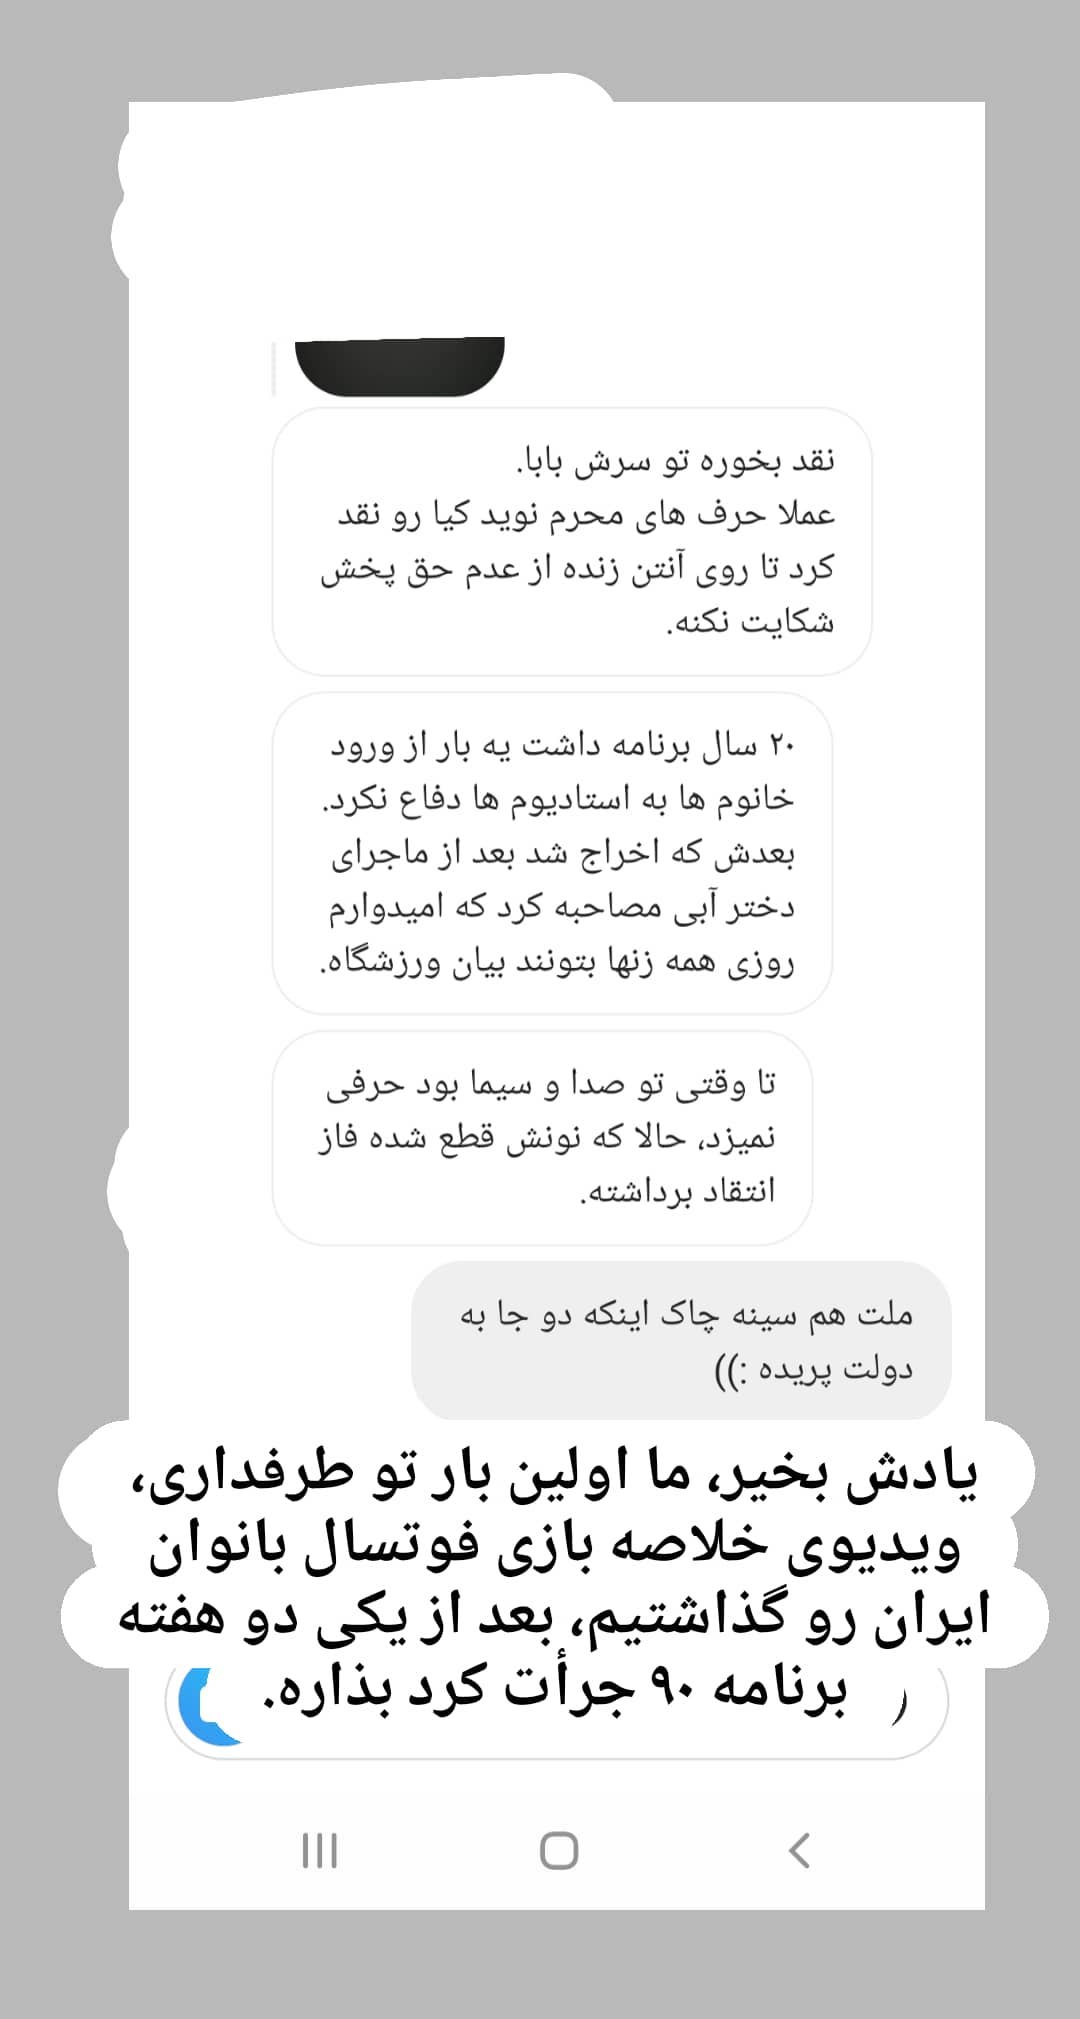 نقد بخوره تو سرش بابا.
عملا حرف های محرم نوید کیا رو نقد
کرد تا روی آنتن زنده از عدم حق پخش
شکایت نکنه.
۲۰ سال برنامه داشت یه بار از ورود
خانوم ها به استادیوم ها دفاع نکرد.
بعدش که اخراج شد بعد از ماجرای
دختر آبی مصاحبه کرد که امیدوارم
روزی همه زنها بتونند بیان ورزشگاه.
تا وقتی تو صدا و سیما بود حرفی
نمیزد، حالا که نونش قطع شده فاز
انتقاد برداشته.
ملت هم سینه چاک اینکه دو جا به
دولت پریده :))
یادش بخیر، ما اولین بار تو طرفداری،
ویدیوی خلاصه بازی فوتسال بانوان
ایران رو گذاشتیم، بعد از یکی دو هفته
برنامه ۹۰ جرأت کرد بذاره.